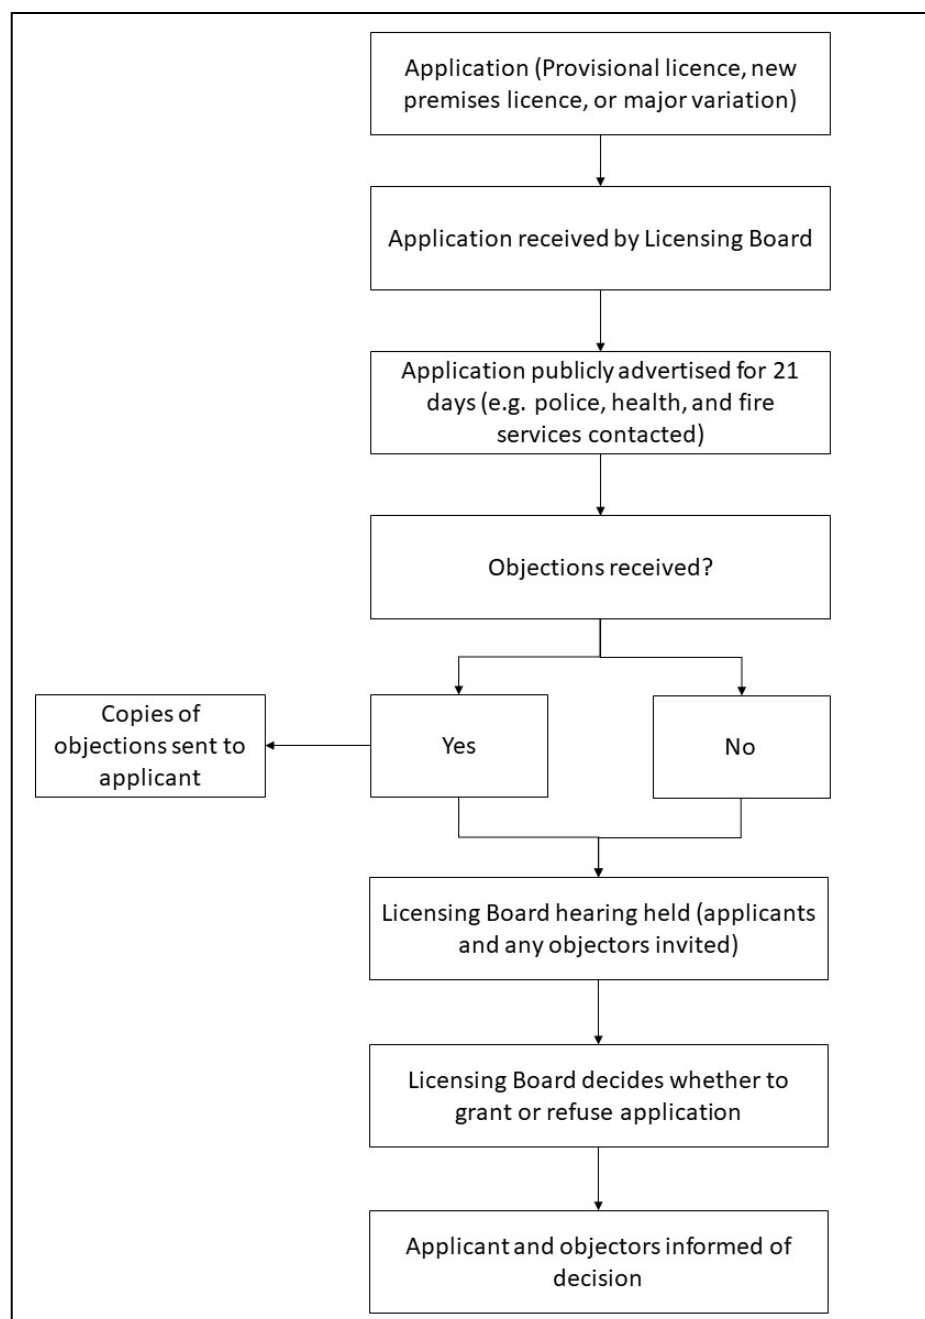 Application (Provisional licence, new
premises licence, or major variation)
Application received by Licensing Board
Application publicly advertised for 21
days (e.g. police, health, and fire
services contacted)
Objections received?
Copies of
objections sent to
applicant
Yes
No
Licensing Board hearing held (applicants
and any objectors invited)
Licensing Board decides whether to
grant or refuse application
Applicant and objectors informed of
decision